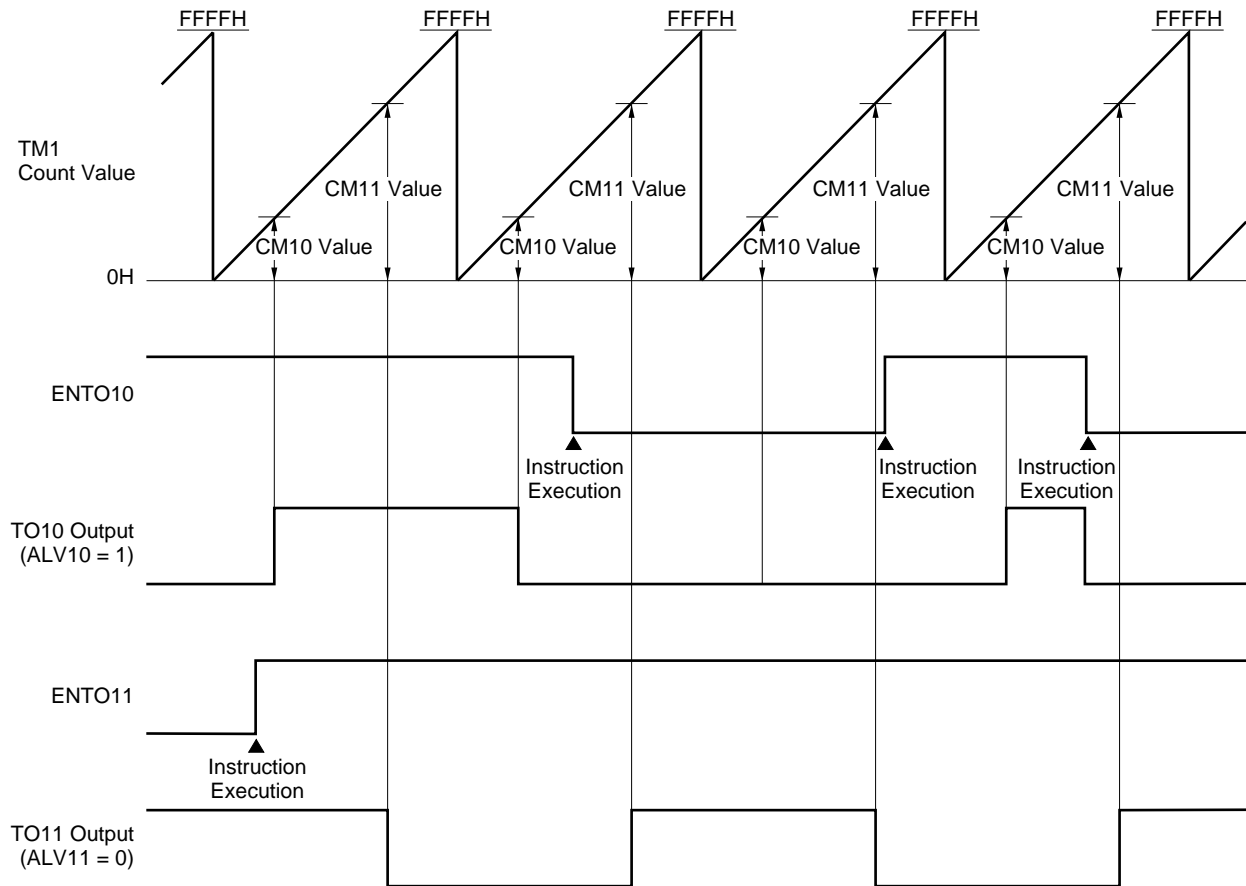 FFFFH FFFFH FFFFH FFFFH FFFFH
TM1
Count Value
CM11 Value CM11 Value CM11 Value CM11 Value
CM10 Value CM10 Value CM10 Value CM10 Value
0H
ENTO10
Instruction
Execution
Instruction
Execution
Instruction
Execution
TO10 Output
(ALV10 = 1)
ENTO11
Instruction
Execution
TO11 Output
(ALV11 = 0)